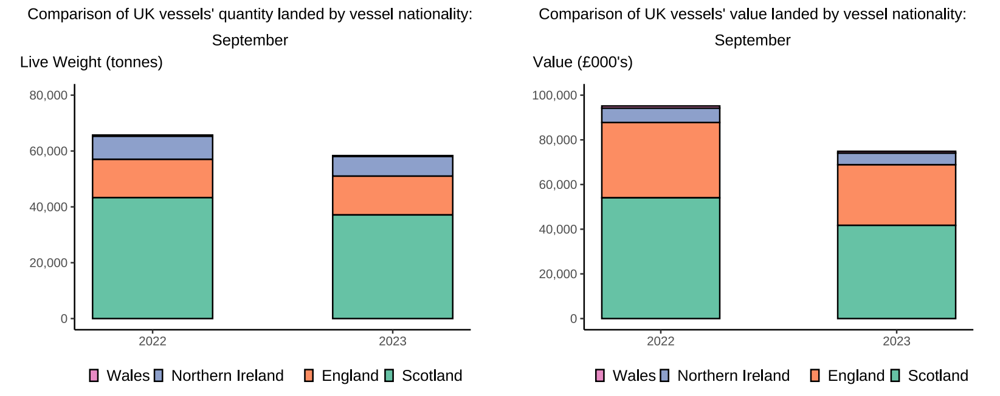 Comparison of UK vessels' quantity landed by vessel nationality:
September
Live Weight (tonnes)
80,000
60,000
40,000
20,000
0
2022
2023
Wales
Northern Ireland
England
Scotland
Comparison of UK vessels' value landed by vessel nationality:
September
Value (£000's)
100,000
80,000
60,000
40,000
20,000
0
2022
2023
Wales
Northern Ireland
England
Scotland